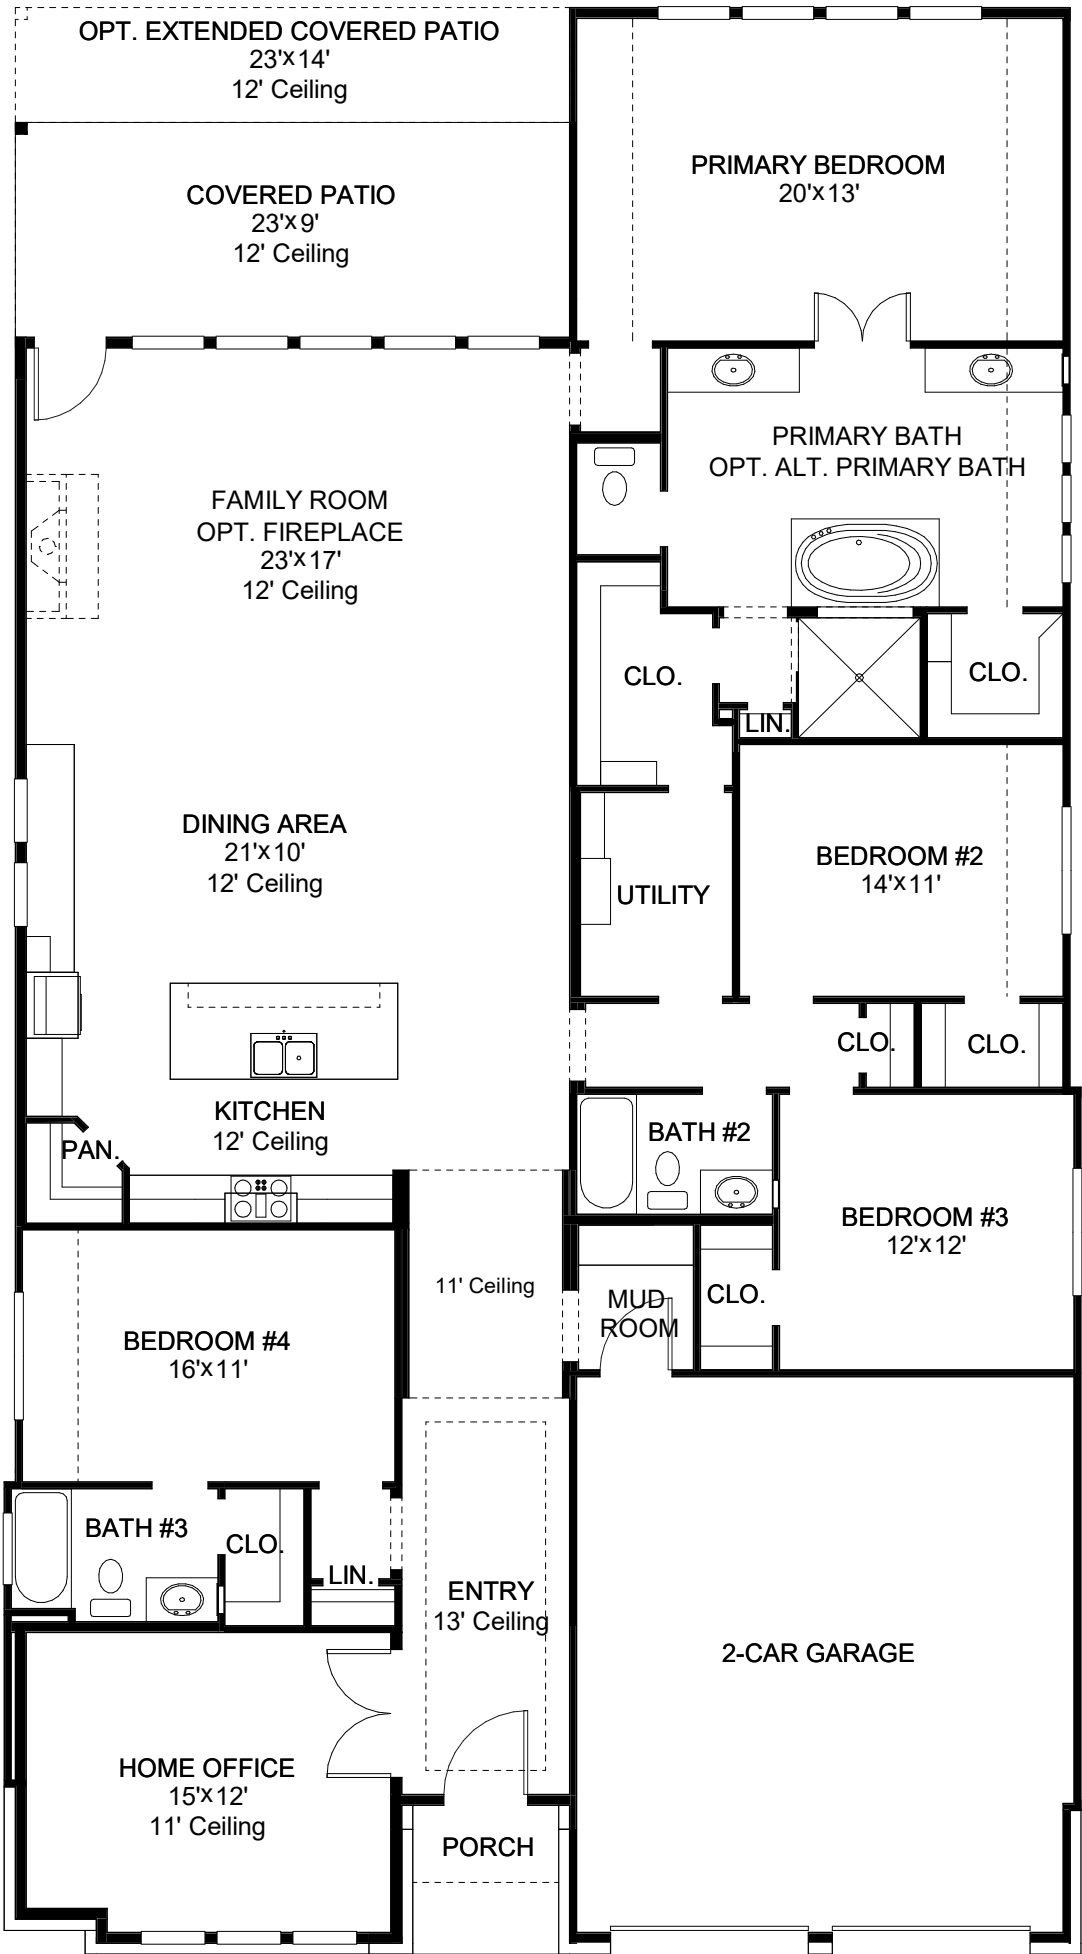 OPT. EXTENDED COVERED PATIO
23'x14'
12' Ceiling
COVERED PATIO
23'x9'
12' Ceiling
PRIMARY BEDROOM
20'x13'
PRIMARY BATH
OPT. ALT. PRIMARY BATH
FAMILY ROOM
OPT. FIREPLACE
23'x17'
12' Ceiling
CLO.
CLO.
LIN.
DINING AREA
21'x10'
12' Ceiling
UTILITY
BEDROOM #2
14'x11'
CLO.
CLO.
KITCHEN
12' Ceiling
PAN.
BATH #2
BEDROOM #3
12'x12'
11' Ceiling
MUD
ROOM
CLO.
BEDROOM #4
16'x11'
BATH #3
CLO.
LIN.
ENTRY
13' Ceiling
2-CAR GARAGE
HOME OFFICE
15'x12'
11' Ceiling
PORCH